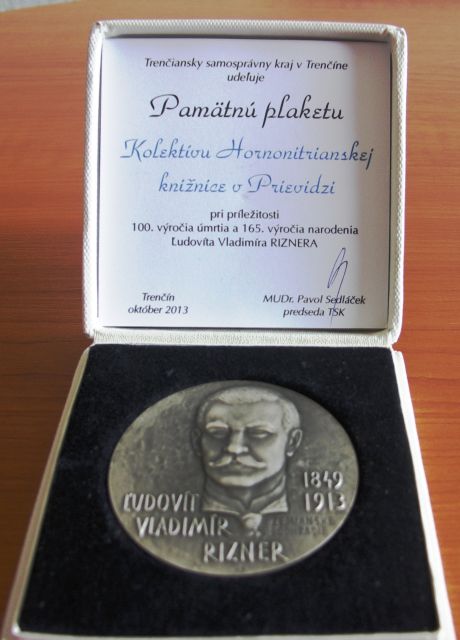 Trenčiansky samosprávny kraj v Trenčíne
udeľuje
Pamätnú plaketu
Kolektívu Hornonitrianskej
knižnice v Prievidzi
pri príležitosti
100. výročia úmrtia a 165. výročia narodenia
Ľudovíta Vladimíra RIZNERA
Trenčín
október 2013
MUDr. Pavol Sedláček
predseda TSK
1849
1913
ĽUDOVÍT
VLADIMÍR
RIZNER